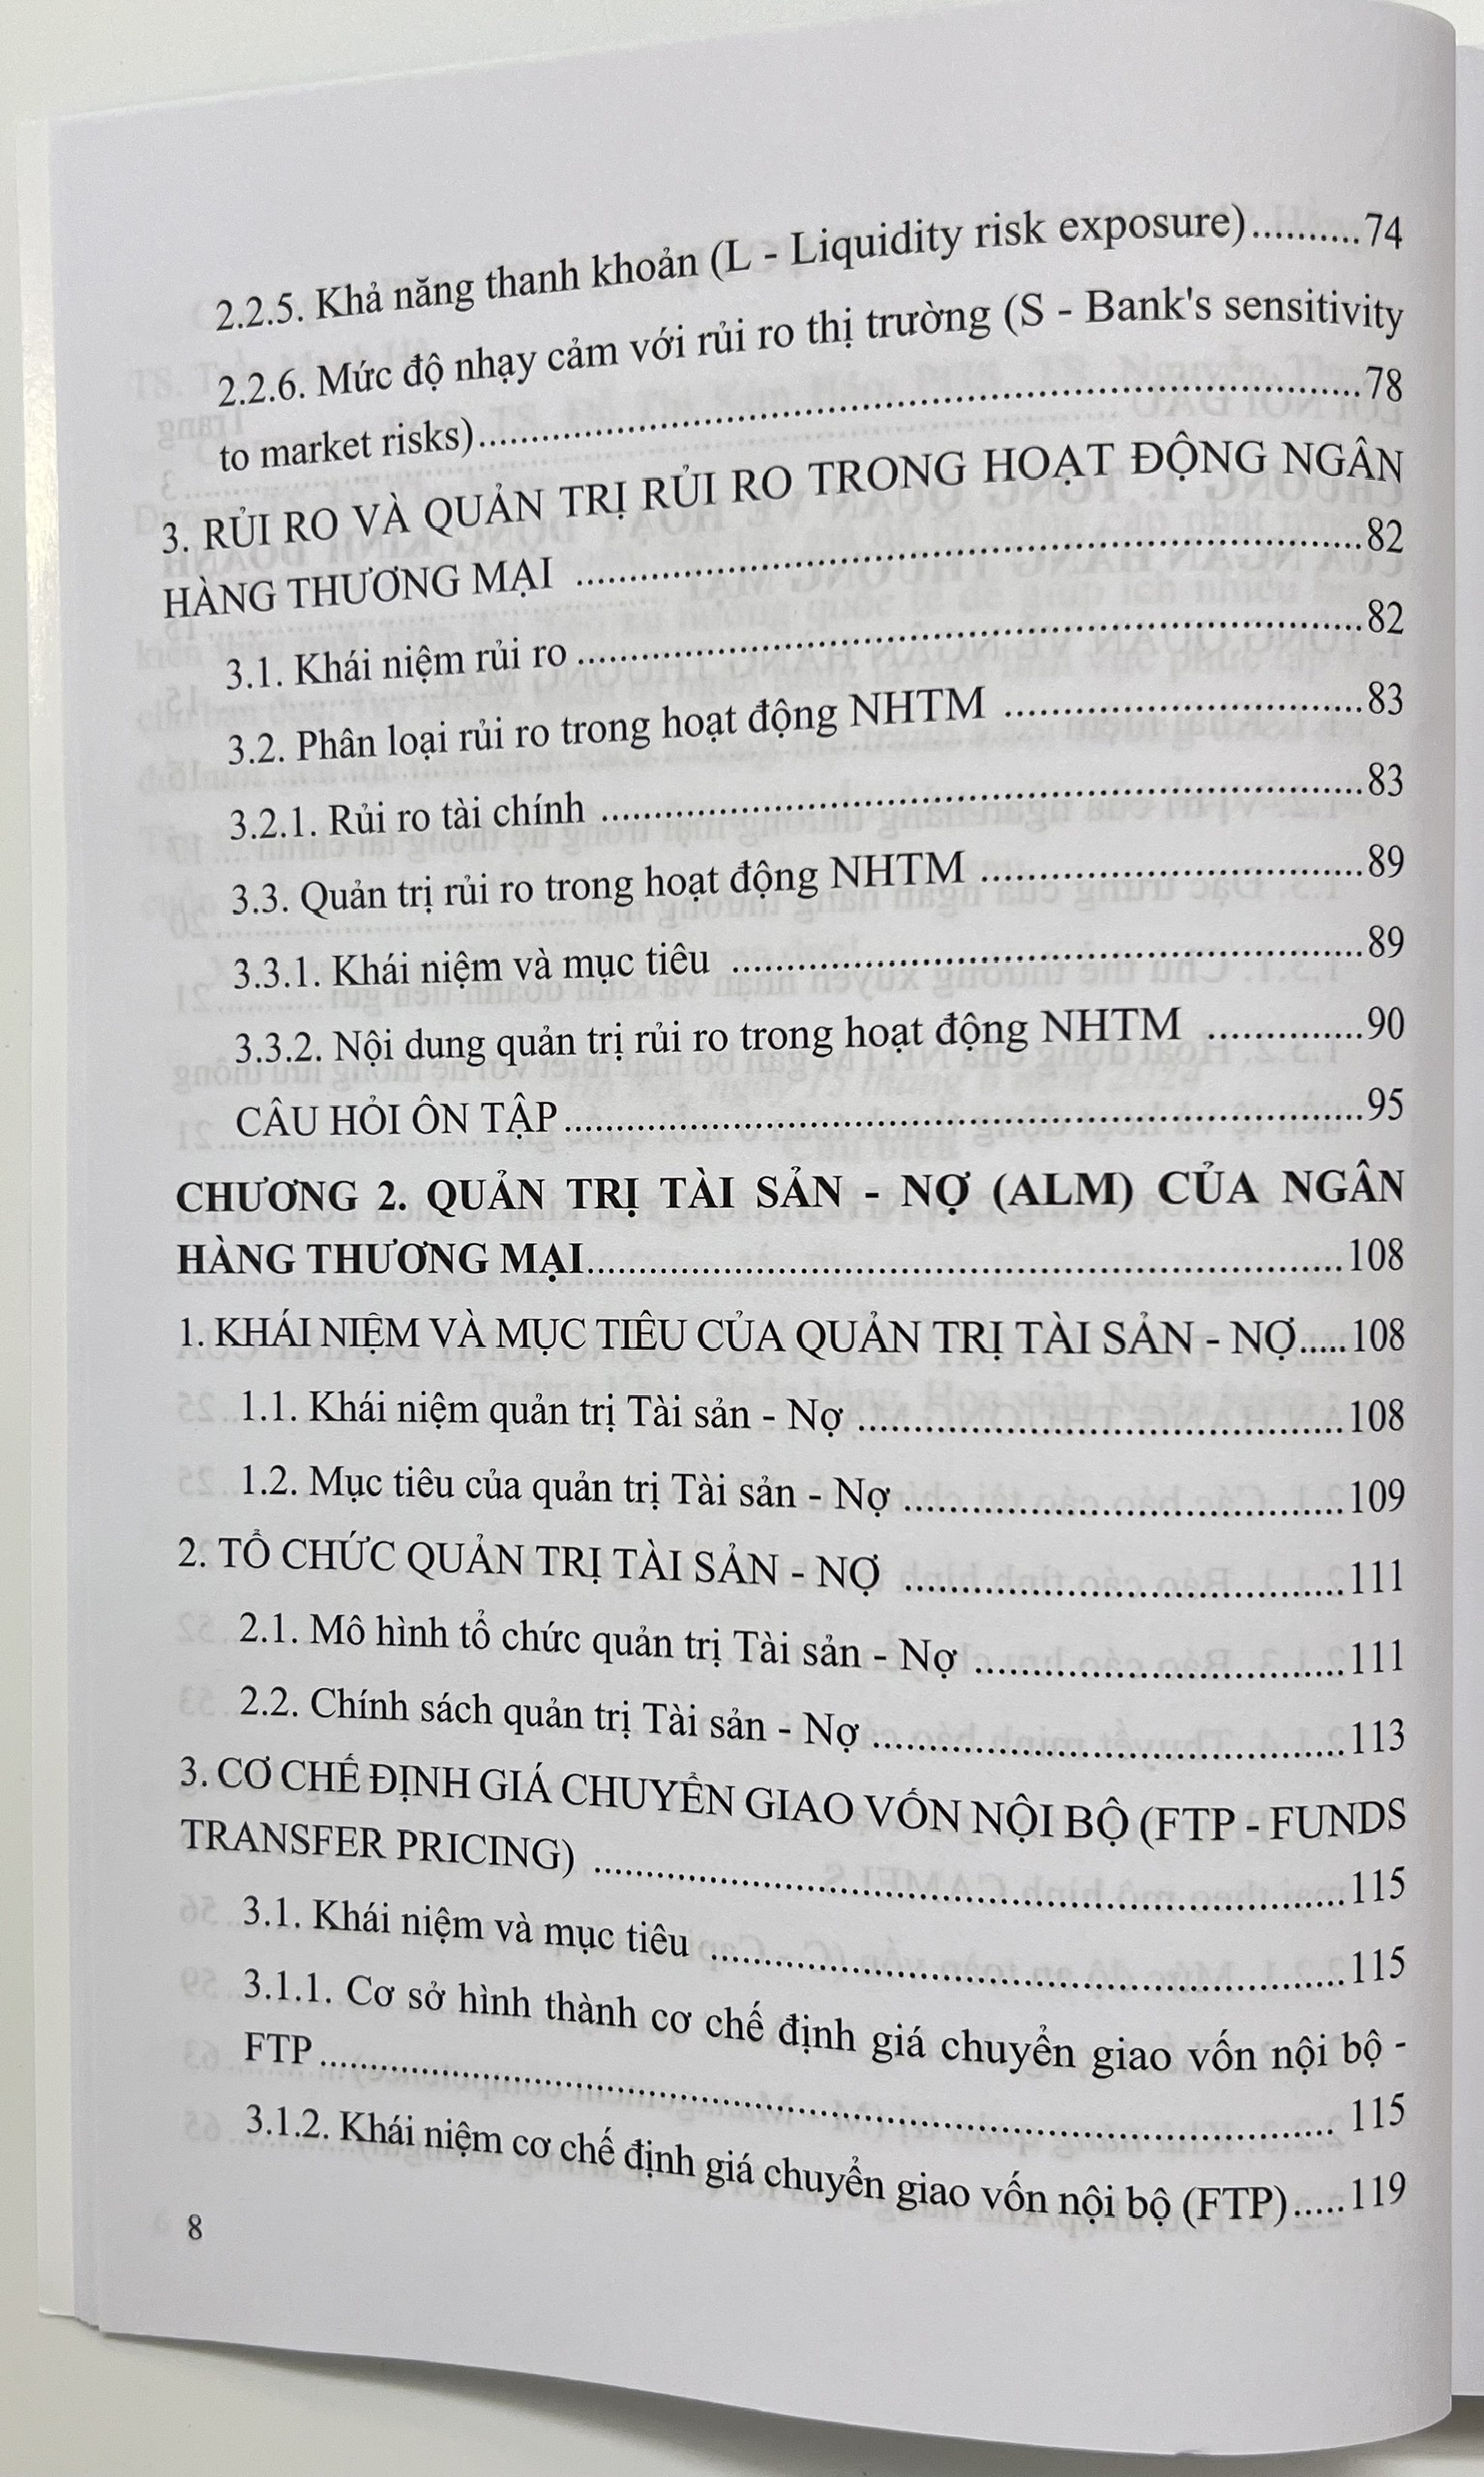 2.2.5. Khả năng thanh khoản (L - Liquidity risk exposure)..........74
2.2.6. Mức độ nhạy cảm với rủi ro thị trường (S - Bank's sensitivity
to market risks)....................................................................................78
3. RỦI RO VÀ QUẢN TRỊ RỦI RO TRONG HOẠT ĐỘNG NGÂN
HÀNG THƯƠNG MẠI ...........................................................................82
3.1. Khái niệm rủi ro ...........................................................................82
3.2. Phân loại rủi ro trong hoạt động NHTM ..................................83
3.2.1. Rủi ro tài chính .........................................................................83
3.3. Quản trị rủi ro trong hoạt động NHTM ....................................89
3.3.1. Khái niệm và mục tiêu ............................................................89
3.3.2. Nội dung quản trị rủi ro trong hoạt động NHTM ...............90
CÂU HỎI ÔN TẬP............................................................................95
CHƯƠNG 2. QUẢN TRỊ TÀI SẢN - NỢ (ALM) CỦA NGÂN
HÀNG THƯƠNG MẠI.........................................................................108
1. KHÁI NIỆM VÀ MỤC TIÊU CỦA QUẢN TRỊ TÀI SẢN - NỢ.....108
1.1. Khái niệm quản trị Tài sản - Nợ ..............................................108
1.2. Mục tiêu của quản trị Tài sản - Nợ ..........................................109
2. TỔ CHỨC QUẢN TRỊ TÀI SẢN - NỢ ..........................................111
2.1. Mô hình tổ chức quản trị Tài sản - Nợ ...................................111
2.2. Chính sách quản trị Tài sản - Nợ .............................................113
3. CƠ CHẾ ĐỊNH GIÁ CHUYỂN GIAO VỐN NỘI BỘ (FTP - FUNDS
TRANSFER PRICING) ........................................................................115
3.1. Khái niệm và mục tiêu .............................................................115
3.1.1. Cơ sở hình thành cơ chế định giá chuyển giao vốn nội bộ -
FTP.................................................................................................... 115
3.1.2. Khái niệm cơ chế định giá chuyển giao vốn nội bộ (FTP).....119
8